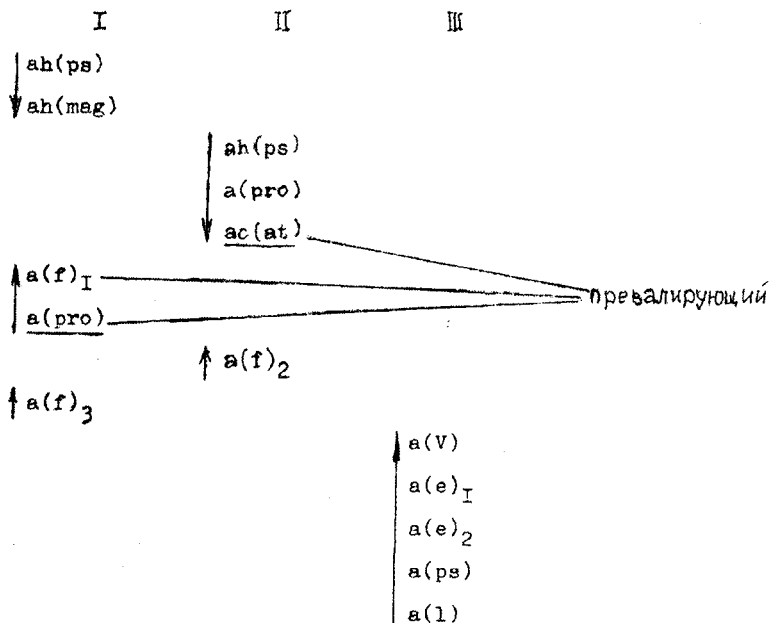 I II III
ah(ps)
ah(mag)
ah(ps)
a(pro)
ac(at)
a(f)I
превалирующий
a(pro)
a(f)2
a(f)3
a(V)
a(e)I
a(e)2
a(ps)
a(l)